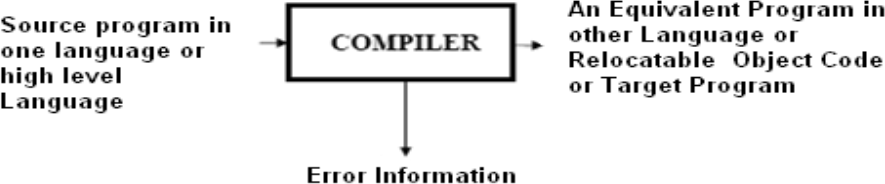 Source program in
one language or
high level
Language
COMPILER
An Equivalent Program in
other Language or
Relocatable Object Code
or Target Program
Error Information